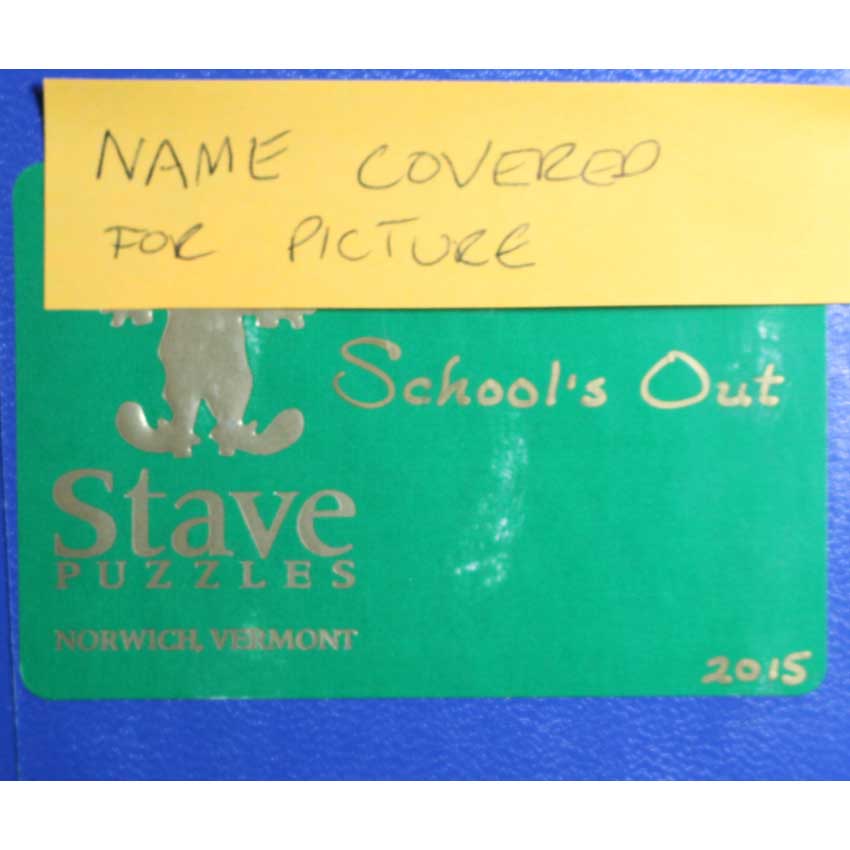 NAME COVERED
FOR PICTURE
School's Out
Stave
PUZZLES
NORWICH, VERMONT
2015